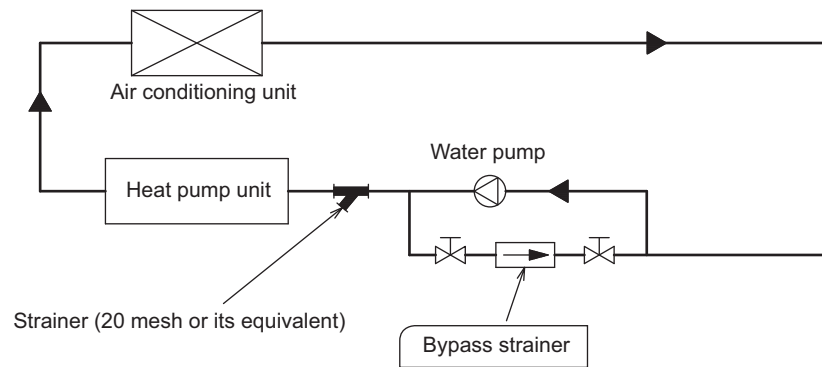 Air conditioning unit
Water pump
Heat pump unit
Strainer (20 mesh or its equivalent)
Bypass strainer